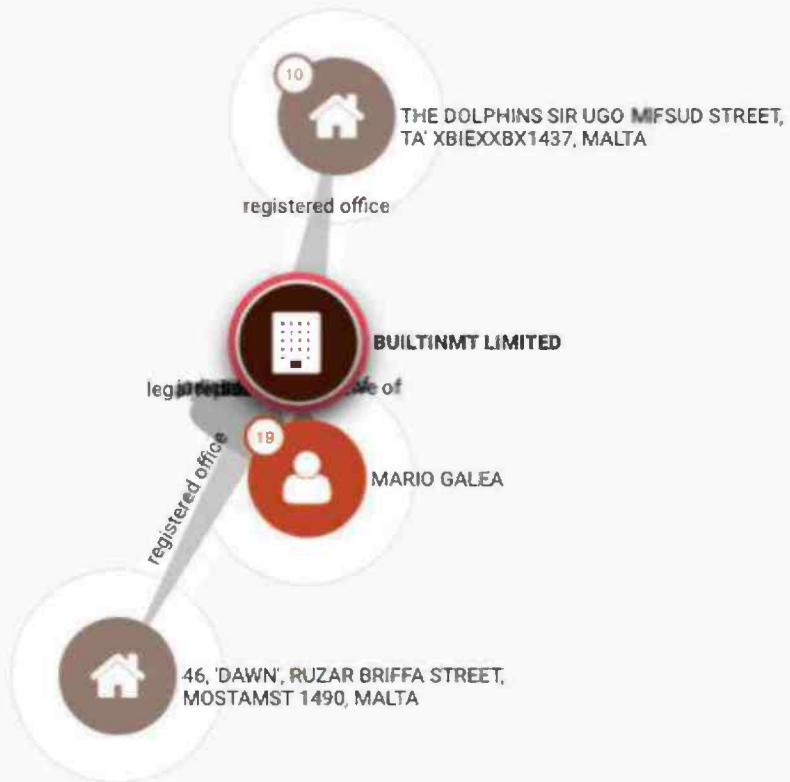 10
THE DOLPHINS SIR UGO MIFSUD STREET,
TA' XBIEXXBX1437, MALTA
registered office
BUILTINMT LIMITED
of
19
MARIO GALEA
registered office
46, 'DAWN', RUZAR BRIFFA STREET,
MOSTAMST 1490, MALTA